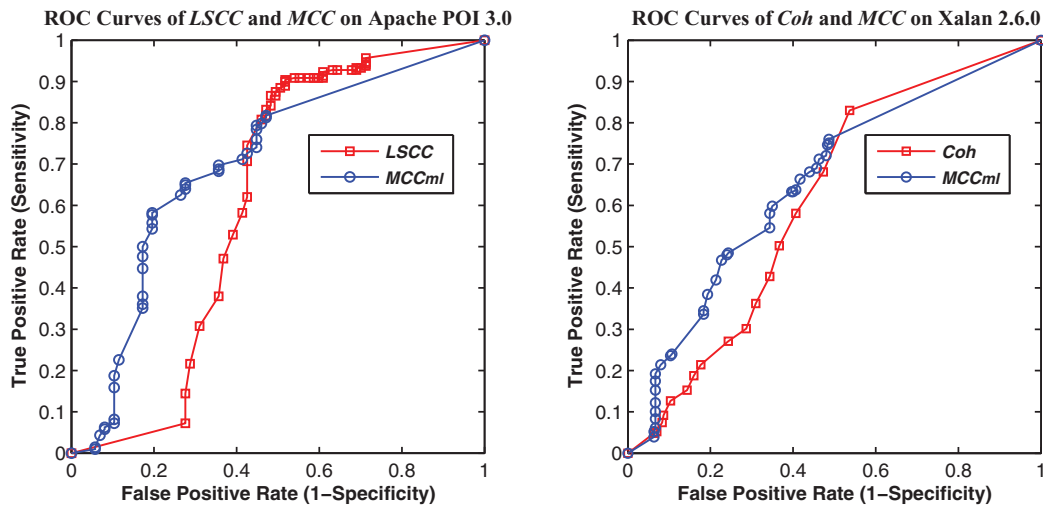 ROC Curves of LSCC and MCC on Apache POI 3.0
True Positive Rate (Sensitivity)
1
0.9
0.8
0.7
0.6
0.5
0.4
0.3
0.2
0.1
0
0 0.2 0.4 0.6 0.8 1
False Positive Rate (1−Specificity)
LSCC
MCCml
ROC Curves of Coh and MCC on Xalan 2.6.0
True Positive Rate (Sensitivity)
1
0.9
0.8
0.7
0.6
0.5
0.4
0.3
0.2
0.1
0
0 0.2 0.4 0.6 0.8 1
False Positive Rate (1−Specificity)
Coh
MCCml